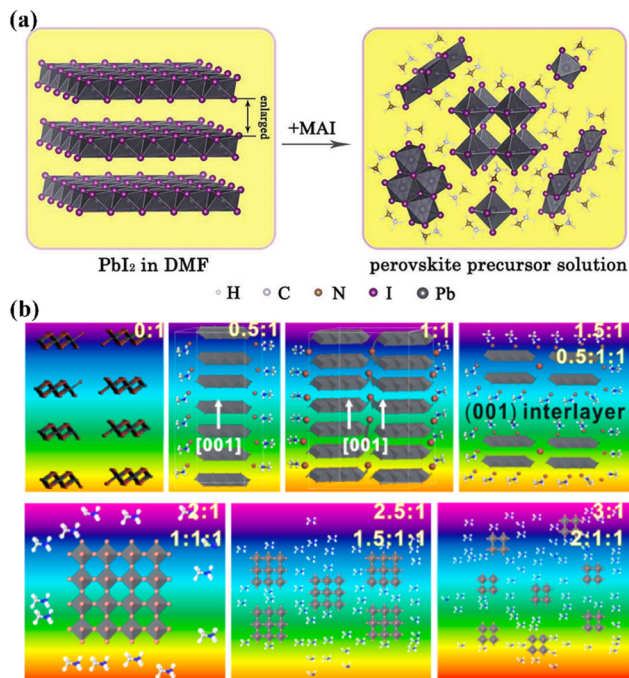 (a)
enlarged
+MAI
PbI₂ in DMF
perovskite precursor solution
H C N I Pb
(b)
0:1
0.5:1
1:1
1.5:1
0.5:1:1
[001]
[001]
(001) interlayer
2:1
1:1:1
2.5:1
1.5:1:1
3:1
2:1:1